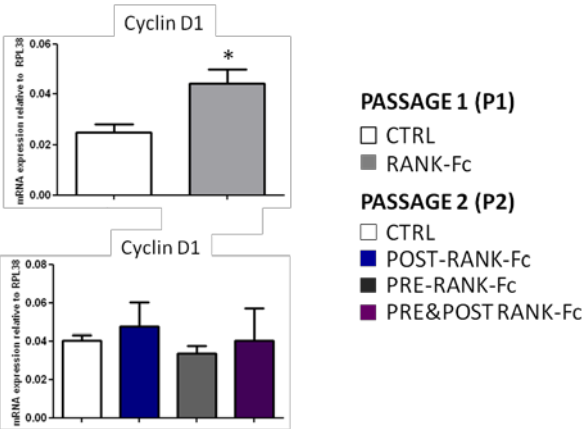 Cyclin D1
mRNA expression relative to RPL38
0.06
0.04
0.02
0.00
*
Cyclin D1
mRNA expression relative to RPL38
0.08
0.06
0.04
0.02
0.00
PASSAGE 1 (P1)
CTRL
RANK-Fc
PASSAGE 2 (P2)
CTRL
POST-RANK-Fc
PRE-RANK-Fc
PRE&POST RANK-Fc